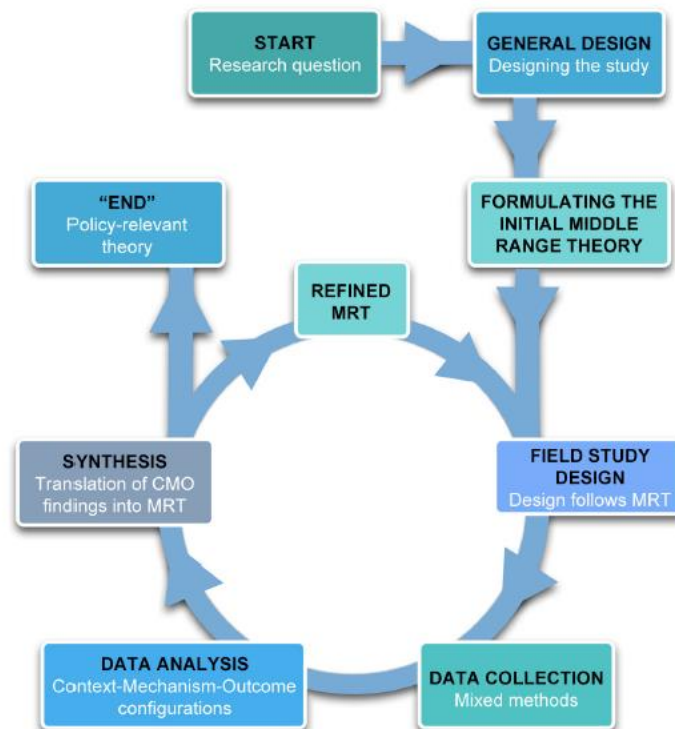 START
Research question
GENERAL DESIGN
Designing the study
“END”
Policy-relevant
theory
FORMULATING THE
INITIAL MIDDLE
RANGE THEORY
REFINED
MRT
SYNTHESIS
Translation of CMO
findings into MRT
FIELD STUDY
DESIGN
Design follows MRT
DATA ANALYSIS
Context-Mechanism-Outcome
configurations
DATA COLLECTION
Mixed methods